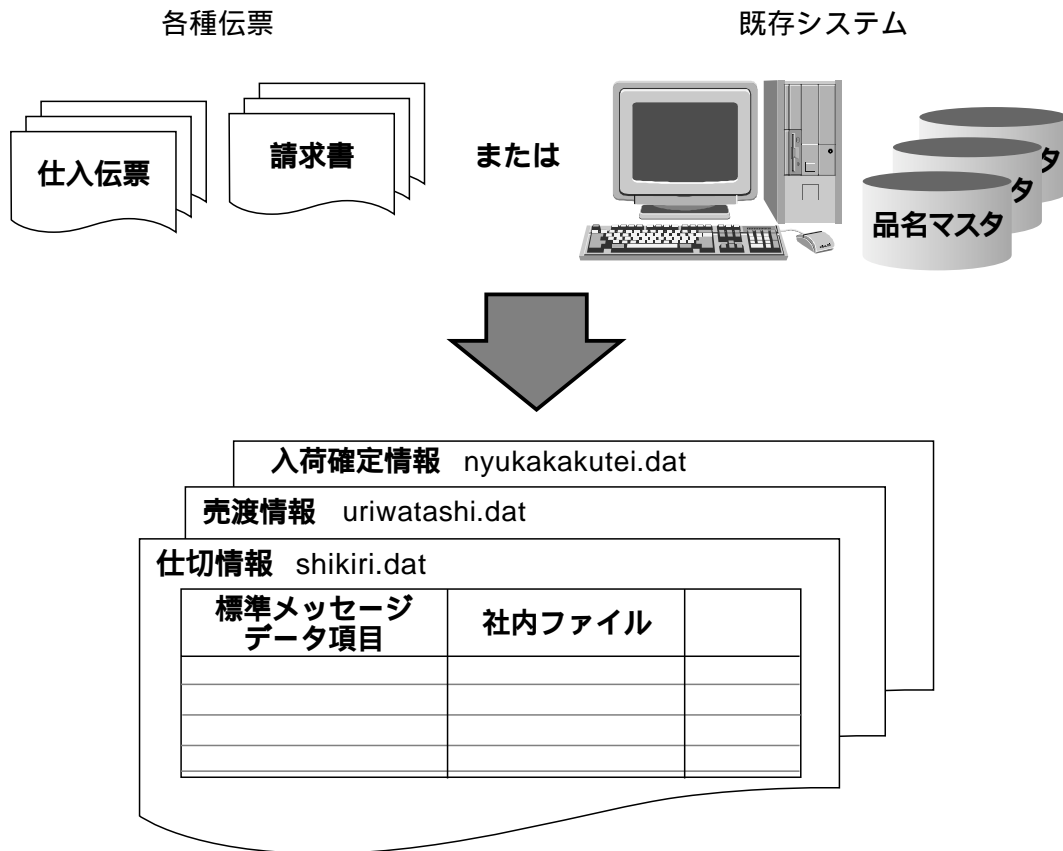 各種伝票
既存システム
仕入伝票
請求書
または
タ
タ
品名マスタ
入荷確定情報 nyukakakutei.dat
売渡情報 uriwatashi.dat
仕切情報 shikiri.dat
標準メッセージ
データ項目
社内ファイル